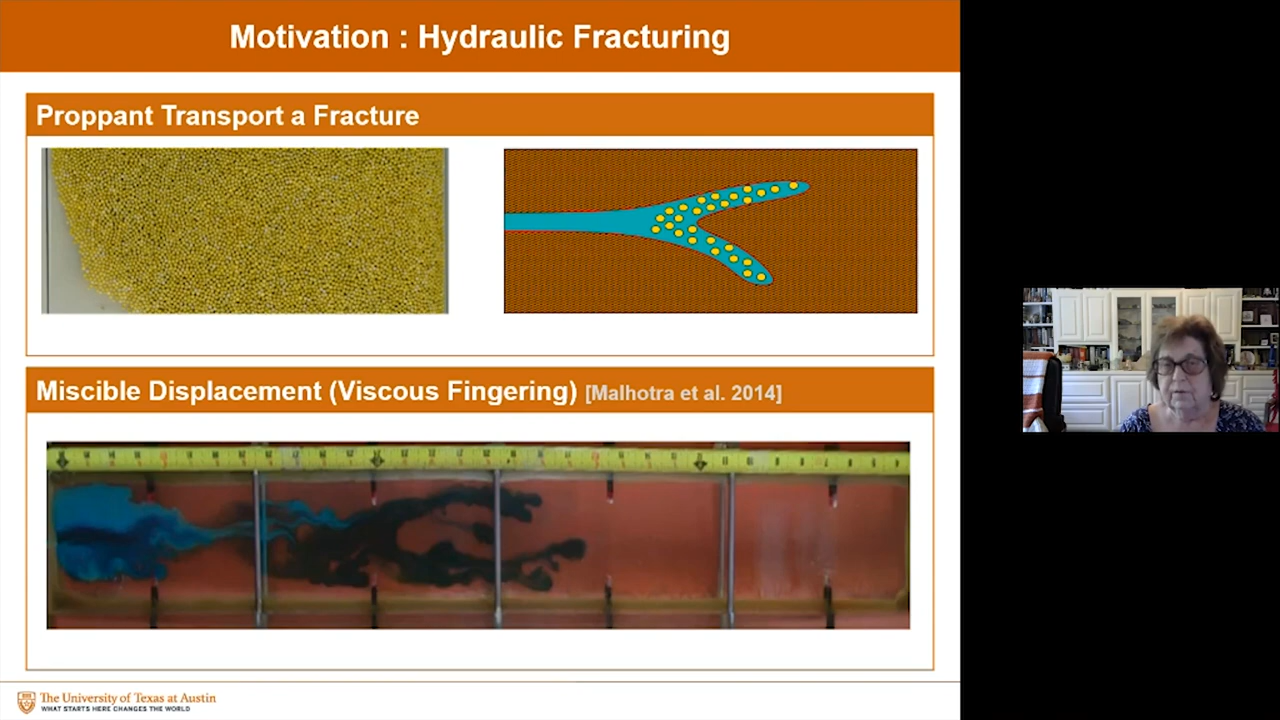 Motivation : Hydraulic Fracturing
Proppant Transport a Fracture
Miscible Displacement (Viscous Fingering) [Malhotra et al. 2014]
The University of Texas at Austin
WHAT STARTS HERE CHANGES THE WORLD